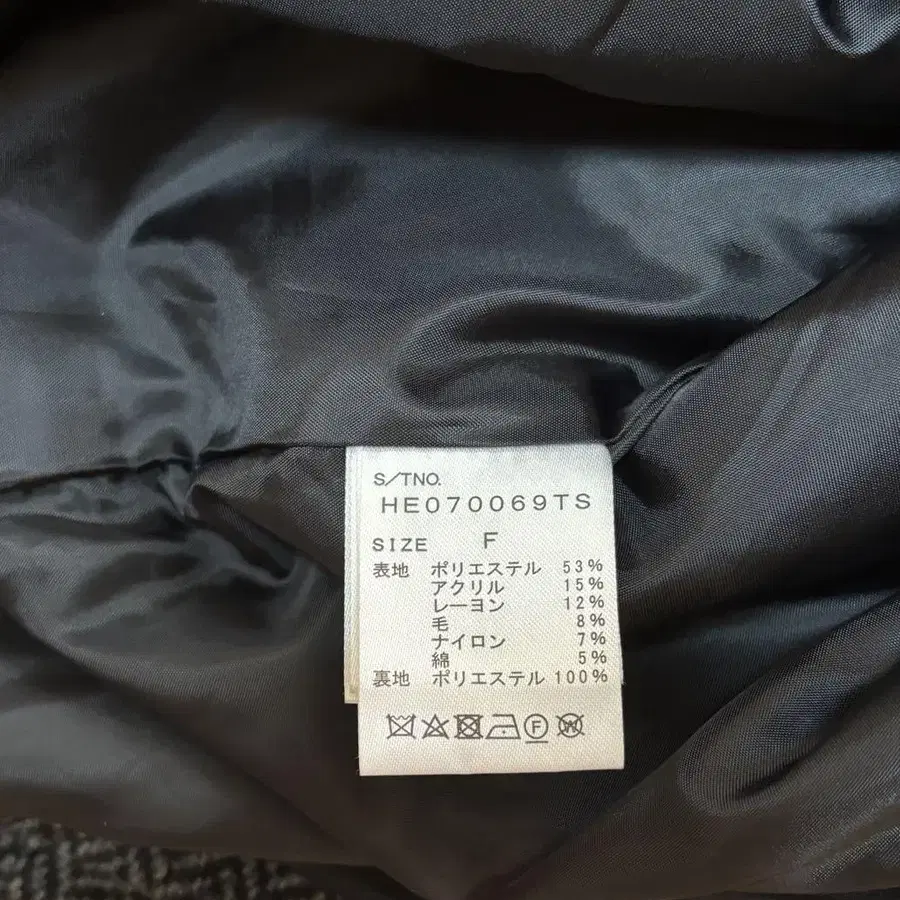 S/TNO.
HE070069TS
SIZE F
表地 ポリエステル 53%
アクリル 15%
レーヨン 12%
毛 8%
ナイロン 7%
綿 5%
裏地 ポリエステル 100%
F W